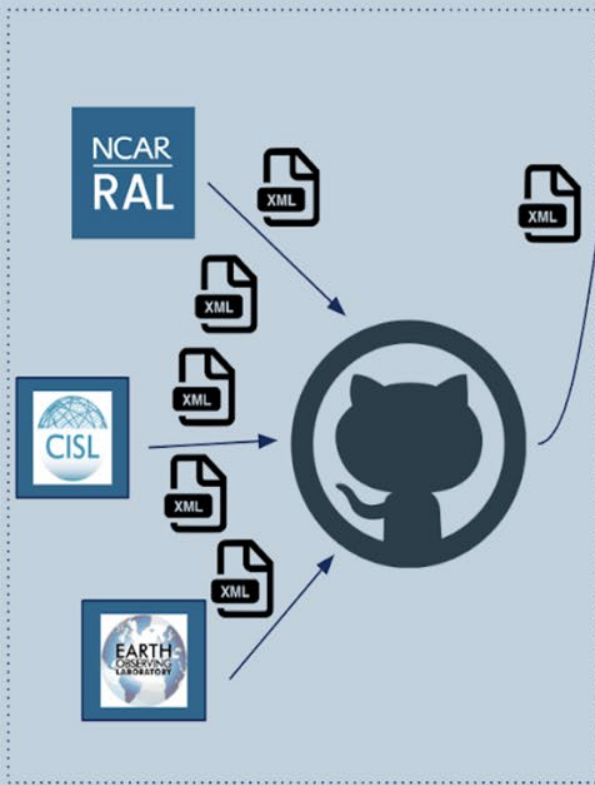 NCAR
RAL
XML
XML
XML
XML
CISL
XML
XML
EARTH
OBSERVING
LABORATORY